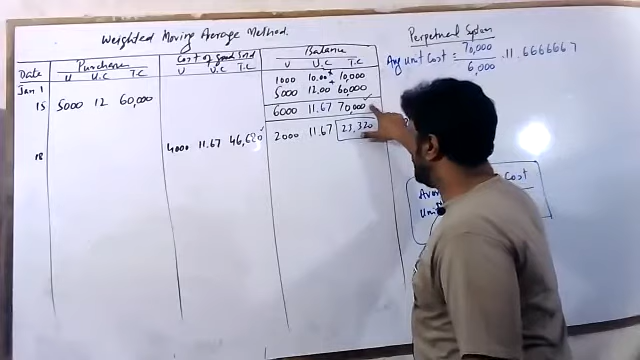 Weighted Moving Average Method.
Perpetual System
Avg unit Cost = 70,000 / 6,000 = 11.6666667
Date Purchases Cost of goods Sold Balance
U U.C T.C U U.C T.C U U.C T.C
Jan 1 1000 10.00 10,000
15 5000 12 60,000 5000 12.00 60,000
6000 11.67 70,000
18 4000 11.67 46,680 2000 11.67 23,320
Cost
Unit